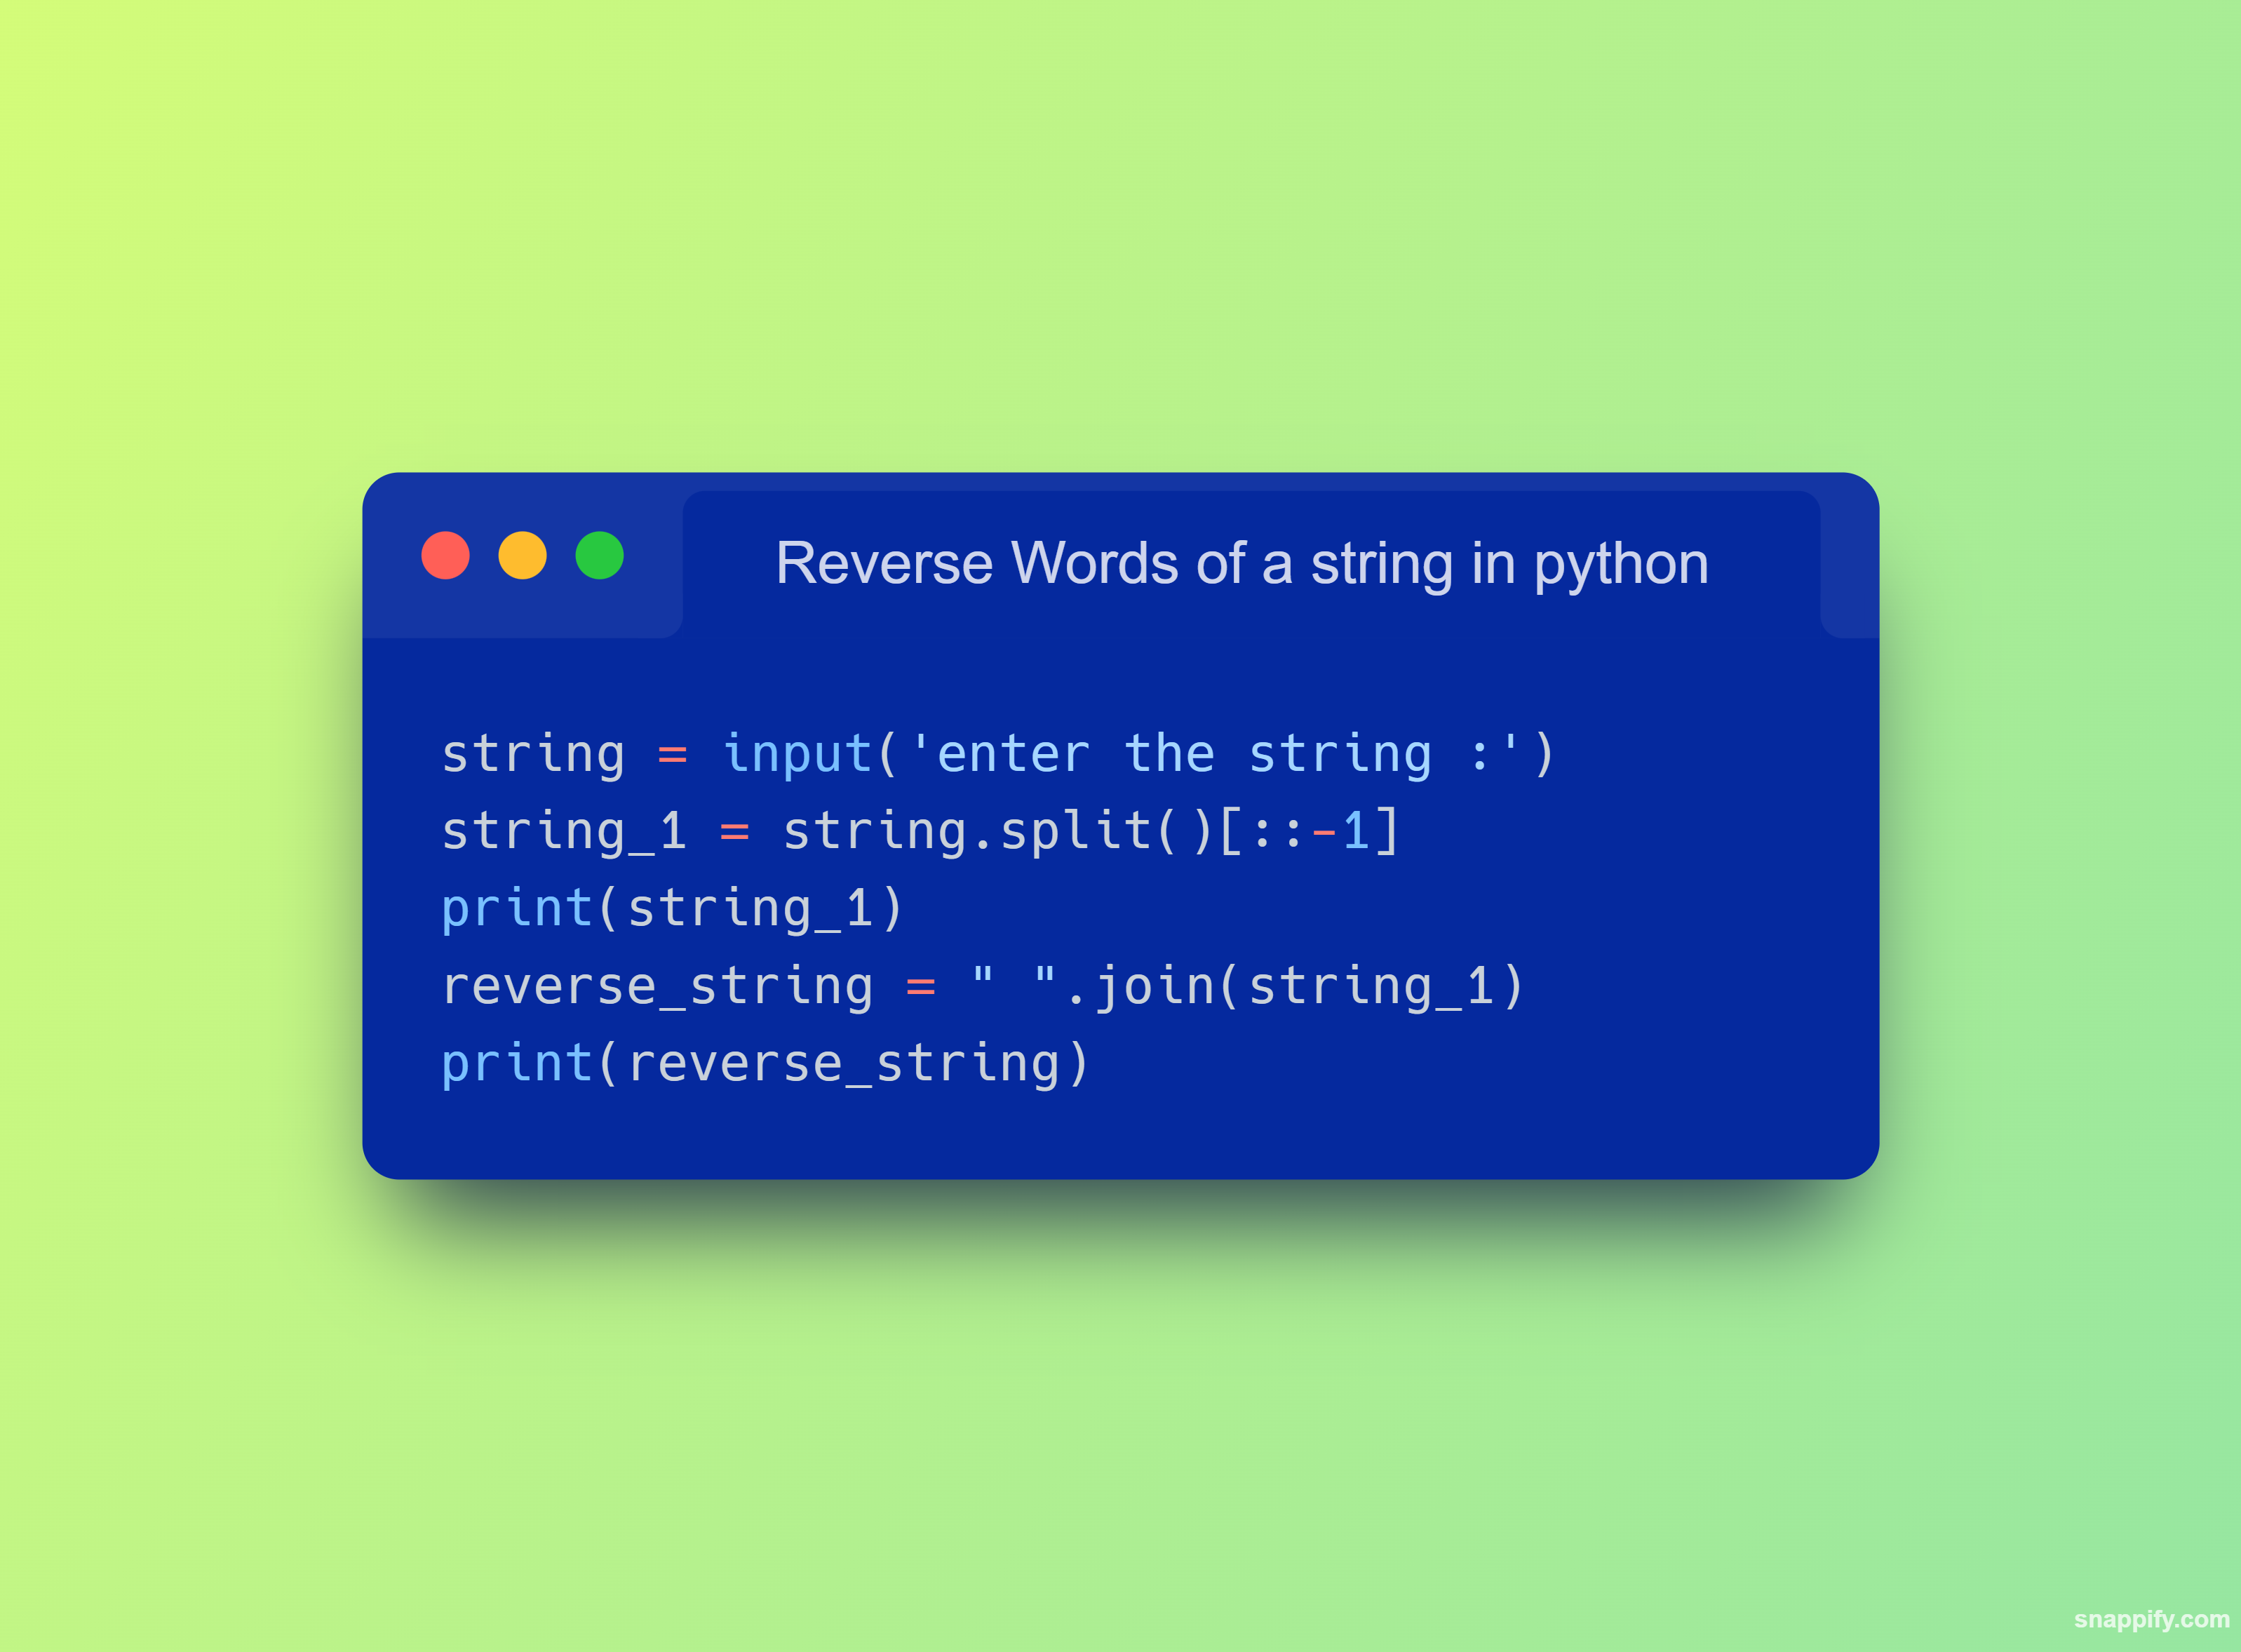 Reverse Words of a string in python
string = input('enter the string :')
string_1 = string.split()[::-1]
print(string_1)
reverse_string = " ".join(string_1)
print(reverse_string)
snappify.com